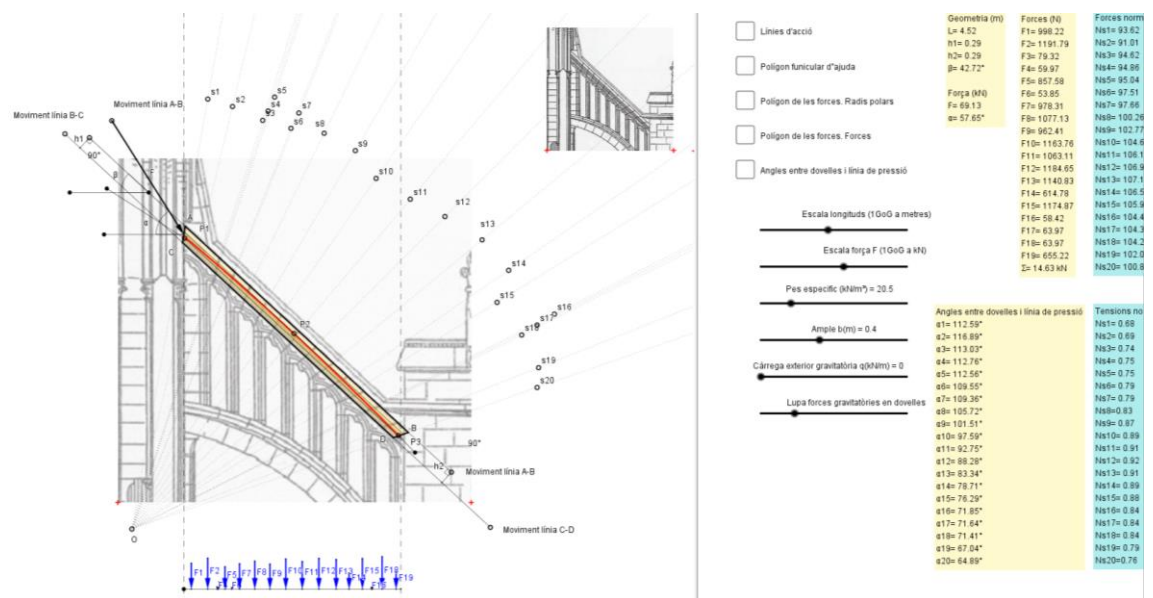 Moviment línia B-C
Moviment línia A-B
h1
90°
β
A
P1
C
P2
B
D
P3
h2
90°
Moviment línia A-B
Moviment línia C-D
O
s1
s2
s5
s4
s3
s7
s6
s8
s9
s10
s11
s12
s13
s14
s15
s16
s17
s18
s19
s20
F1
F2
F5
F7
F8
F9
F10
F11
F12
F13
F15
F18
F19
Línies d'acció
Polígon funicular d"ajuda
Polígon de les forces. Radis polars
Polígon de les forces. Forces
Angles entre dovelles i línia de pressió
Escala longituds (1GoG a metres)
Escala força F (1GoG a kN)
Pes específic (kN/m³) = 20.5
Ample b(m) = 0.4
Càrrega exterior gravitatòria q(kN/m) = 0
Lupa forces gravitatòries en dovelles
Geometria (m)
L= 4.52
h1= 0.29
h2= 0.29
β= 42.72°
Força (kN)
F= 69.13
α= 57.65°
Forces (N)
F1= 998.22
F2= 1191.79
F3= 79.32
F4= 59.97
F5= 857.58
F6= 53.85
F7= 978.31
F8= 1077.13
F9= 962.41
F10= 1163.76
F11= 1063.11
F12= 1184.65
F13= 1140.83
F14= 614.78
F15= 1174.87
F16= 58.42
F17= 63.97
F18= 63.97
F19= 655.22
Σ= 14.63 kN
Forces norm
Ns1= 93.62
Ns2= 91.01
Ns3= 94.62
Ns4= 94.86
Ns5= 95.04
Ns6= 97.51
Ns7= 97.66
Ns8= 100.26
Ns9= 102.77
Ns10= 104.6
Ns11= 106.1
Ns12= 106.9
Ns13= 107.1
Ns14= 106.5
Ns15= 105.9
Ns16= 104.4
Ns17= 104.3
Ns18= 104.2
Ns19= 102.0
Ns20= 100.8
Angles entre dovelles i línia de pressió
α1= 112.59°
α2= 116.89°
α3= 113.03°
α4= 112.76°
α5= 112.56°
α6= 109.55°
α7= 109.36°
α8= 105.72°
α9= 101.51°
α10= 97.59°
α11= 92.75°
α12= 88.28°
α13= 83.34°
α14= 78.71°
α15= 76.29°
α16= 71.85°
α17= 71.64°
α18= 71.41°
α19= 67.04°
α20= 64.89°
Tensions no
Ns1= 0.68
Ns2= 0.69
Ns3= 0.74
Ns4= 0.75
Ns5= 0.75
Ns6= 0.79
Ns7= 0.79
Ns8=0.83
Ns9= 0.87
Ns10= 0.89
Ns11= 0.91
Ns12= 0.92
Ns13= 0.91
Ns14= 0.89
Ns15= 0.88
Ns16= 0.84
Ns17= 0.84
Ns18= 0.84
Ns19= 0.79
Ns20=0.76